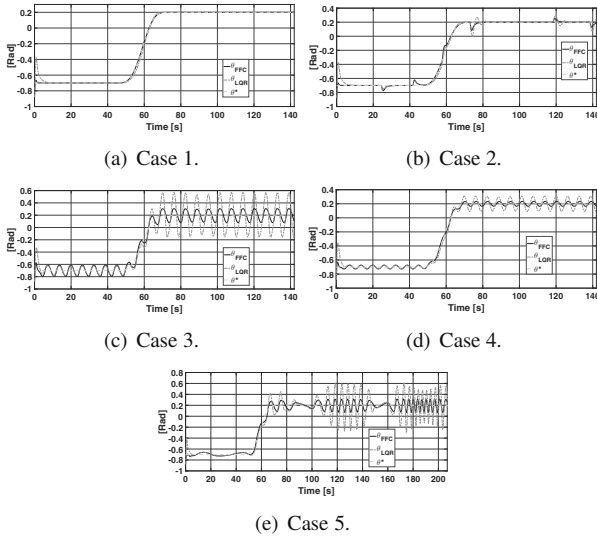 0.2
0
-0.2
-0.4
-0.6
-0.8
-1
[Rad]
0 20 40 60 80 100 120 140
Time [s]
θFFC
θLQR
θ*
(a) Case 1.
0.4
0.2
0
-0.2
-0.4
-0.6
-0.8
-1
[Rad]
0 20 40 60 80 100 120 140
Time [s]
θFFC
θLQR
θ*
(b) Case 2.
0.6
0.4
0.2
0
-0.2
-0.4
-0.6
-0.8
-1
[Rad]
0 20 40 60 80 100 120 140
Time [s]
θFFC
θLQR
θ*
(c) Case 3.
0.4
0.2
0
-0.2
-0.4
-0.6
-0.8
-1
[Rad]
0 20 40 60 80 100 120 140
Time [s]
θFFC
θLQR
θ*
(d) Case 4.
0.8
0.6
0.4
0.2
0
-0.2
-0.4
-0.6
-0.8
-1
[Rad]
0 20 40 60 80 100 120 140 160 180 200
Time [s]
θFFC
θLQR
θ*
(e) Case 5.